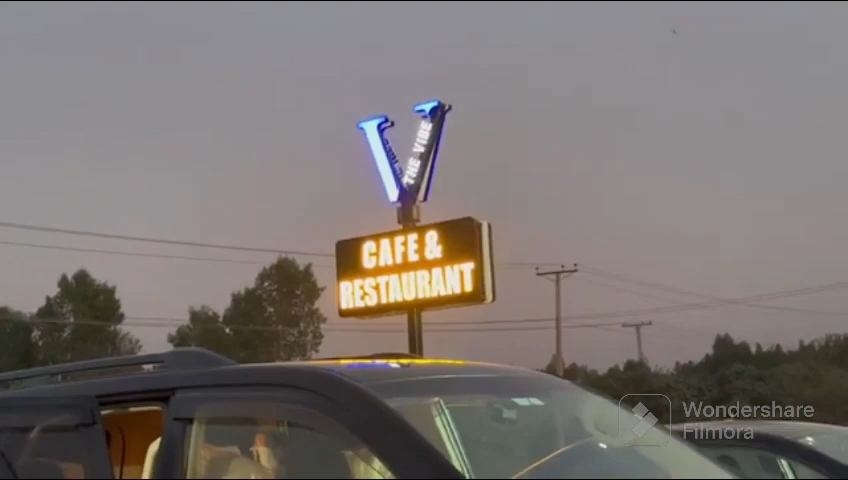 V
THE VIBE
CAFE &
RESTAURANT
Wondershare
Filmora